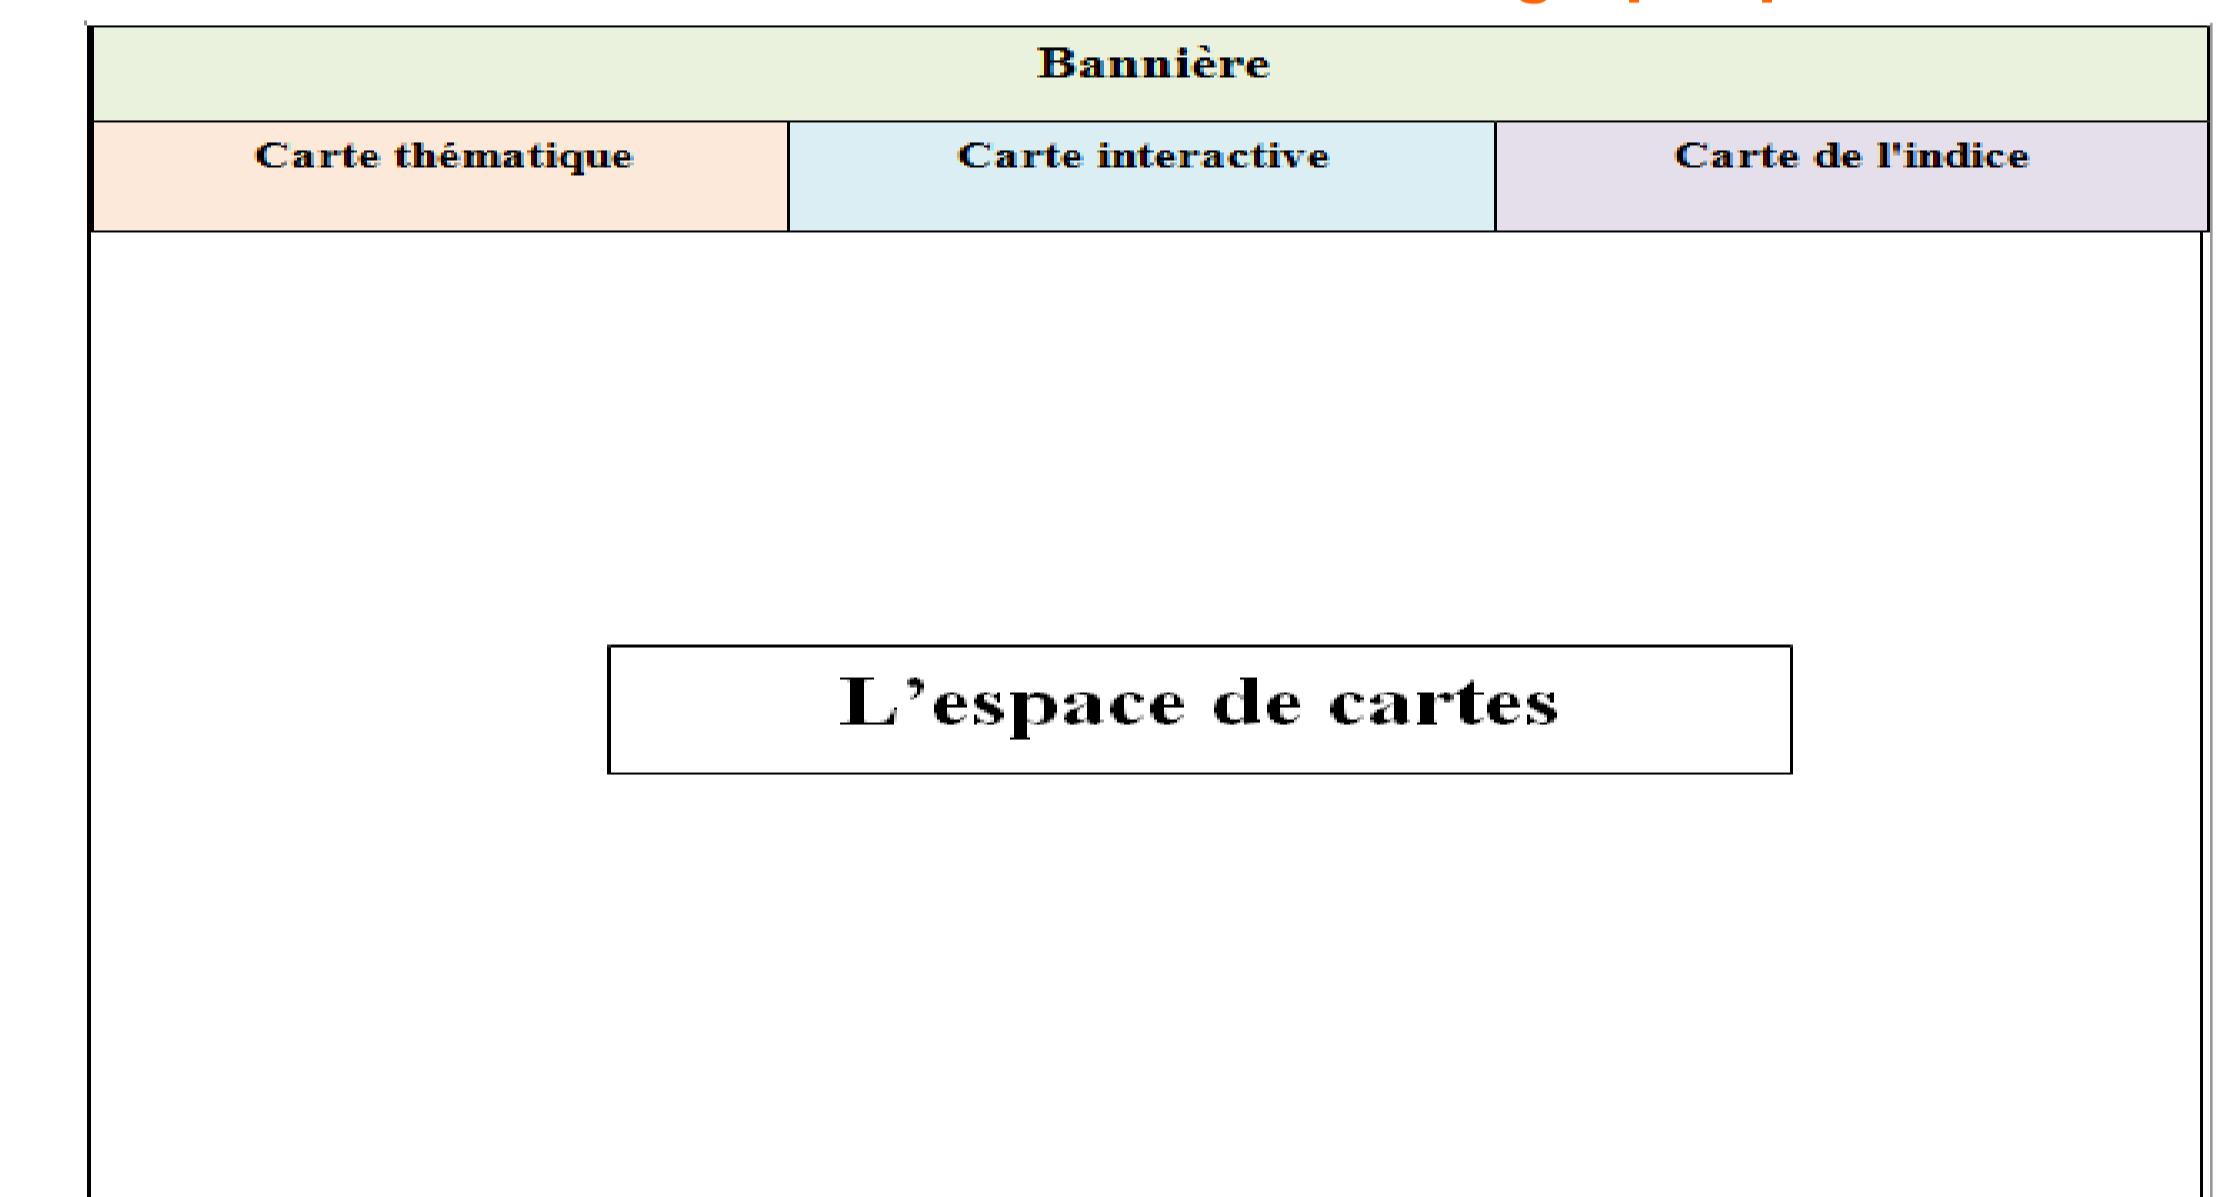 Bannière
Carte thématique Carte interactive Carte de l'indice
L’espace de cartes